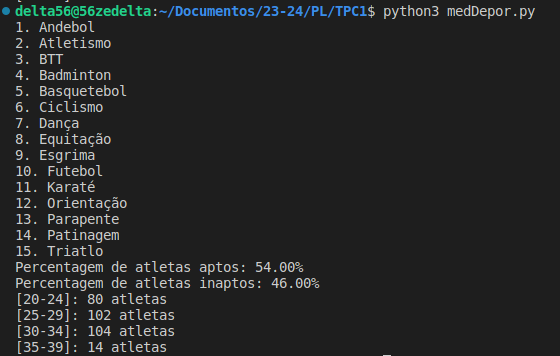 delta56@56zedelta:~/Documentos/23-24/PL/TPC1$ python3 medDepor.py
1. Andebol
2. Atletismo
3. BTT
4. Badminton
5. Basquetebol
6. Ciclismo
7. Dança
8. Equitação
9. Esgrima
10. Futebol
11. Karaté
12. Orientação
13. Parapente
14. Patinagem
15. Triatlo
Percentagem de atletas aptos: 54.00%
Percentagem de atletas inaptos: 46.00%
[20-24]: 80 atletas
[25-29]: 102 atletas
[30-34]: 104 atletas
[35-39]: 14 atletas